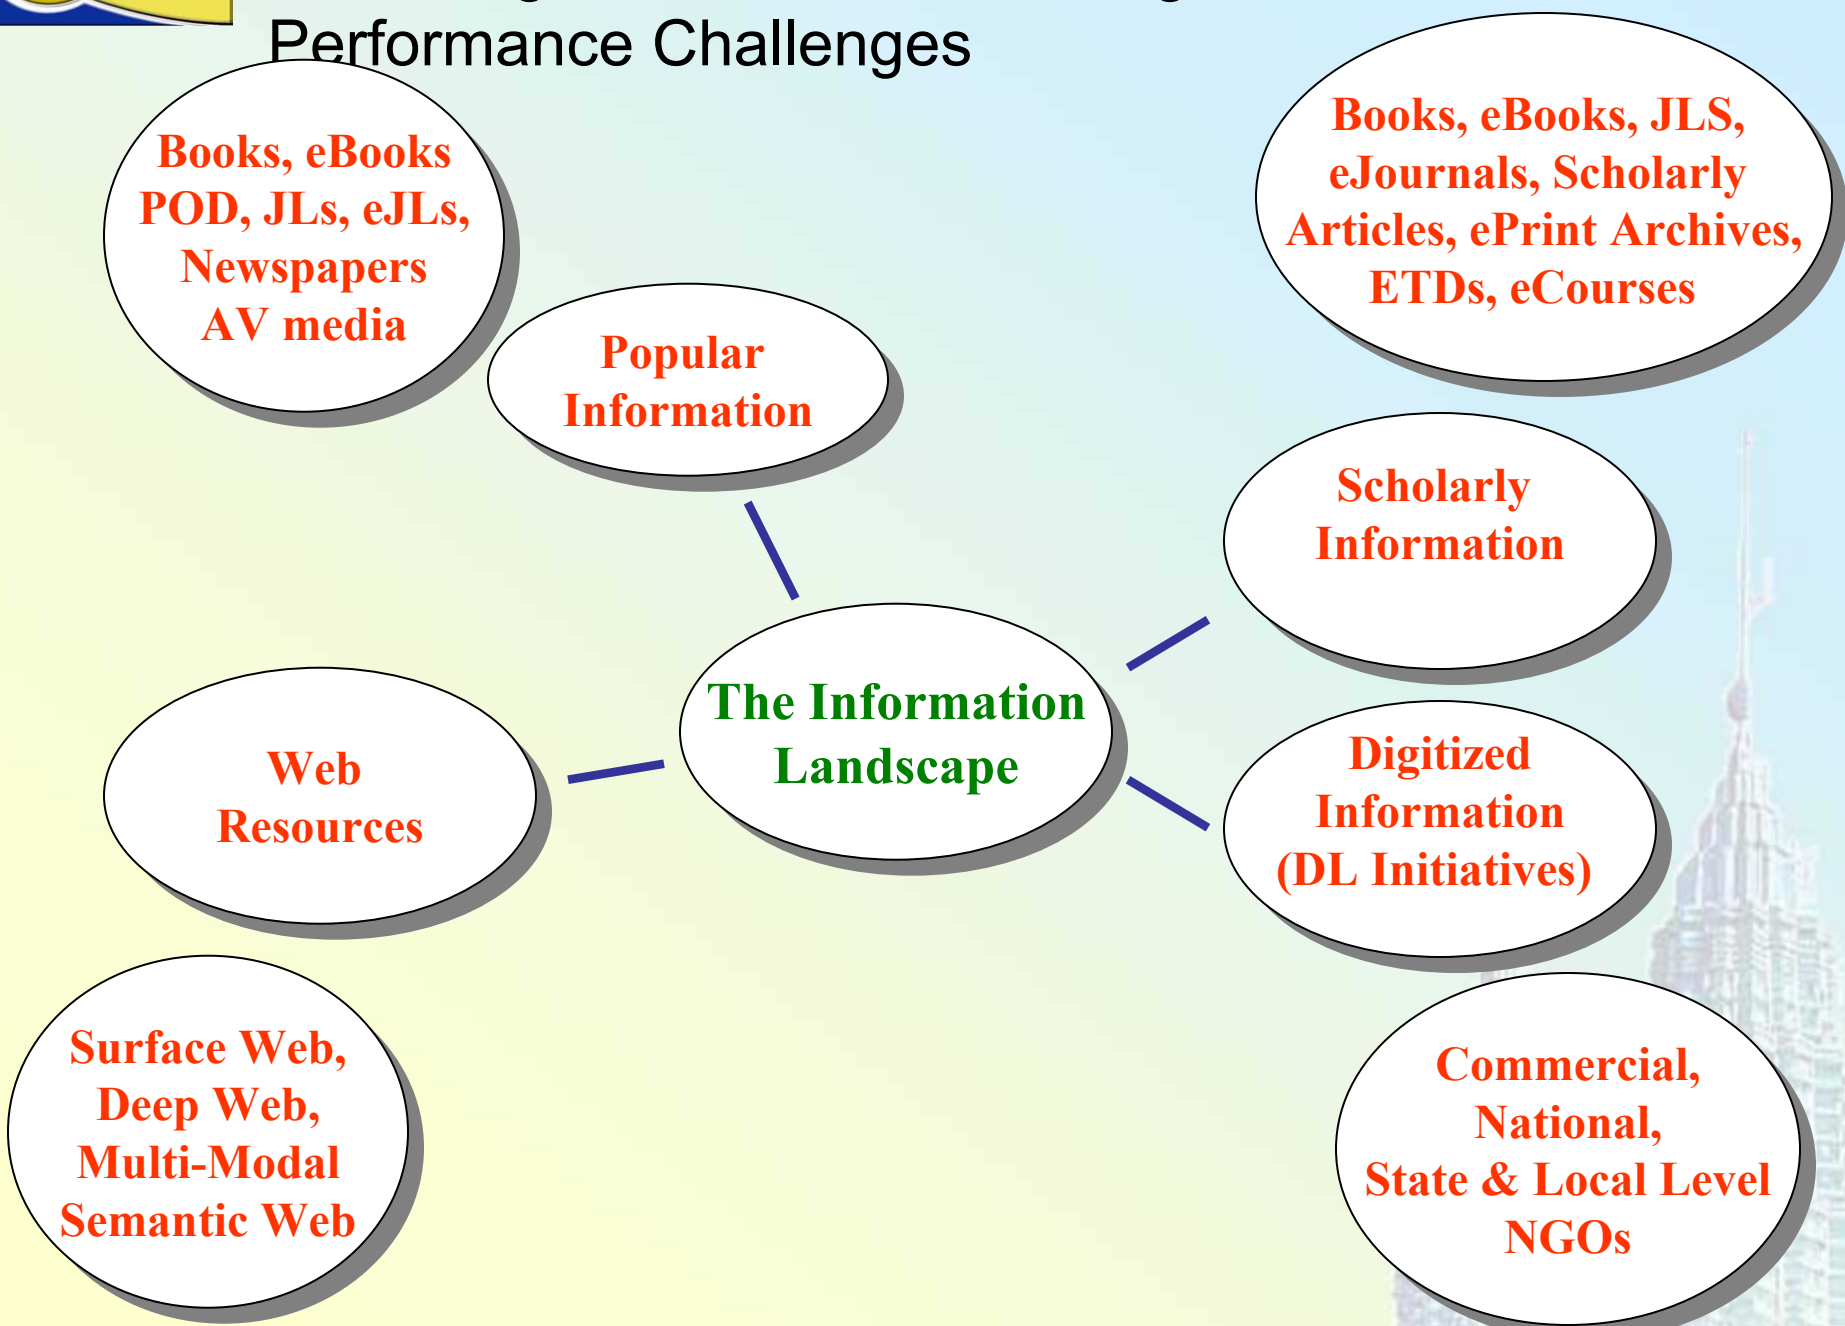 Performance Challenges
Books, eBooks
POD, JLs, eJLs,
Newspapers
AV media
Popular
Information
Books, eBooks, JLS,
eJournals, Scholarly
Articles, ePrint Archives,
ETDs, eCourses
Scholarly
Information
The Information
Landscape
Web
Resources
Digitized
Information
(DL Initiatives)
Surface Web,
Deep Web,
Multi-Modal
Semantic Web
Commercial,
National,
State & Local Level
NGOs